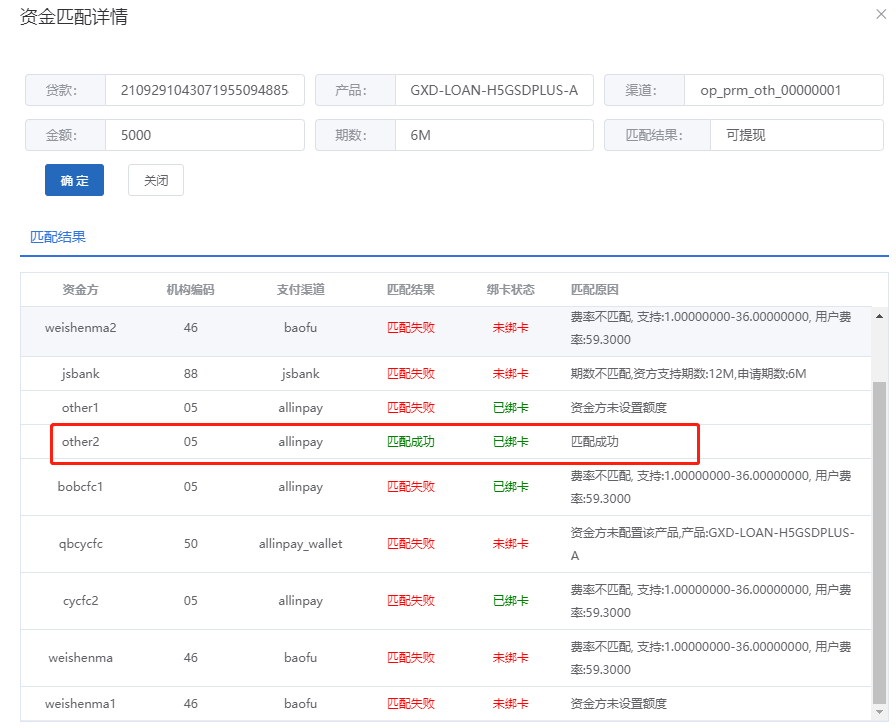 资金匹配详情
贷款: 2109291043071955094885 产品: GXD-LOAN-H5GSDPLUS-A 渠道: op_prm_oth_00000001
金额: 5000 期数: 6M 匹配结果: 可提现
确 定 关闭
匹配结果
资金方 机构编码 支付渠道 匹配结果 绑卡状态 匹配原因
weishenma2 46 baofu 匹配失败 未绑卡 费率不匹配, 支持:1.00000000-36.00000000, 用户费
率:59.3000
jsbank 88 jsbank 匹配失败 未绑卡 期数不匹配,资方支持期数:12M,申请期数:6M
other1 05 allinpay 匹配失败 已绑卡 资金方未设置额度
other2 05 allinpay 匹配成功 已绑卡 匹配成功
bobcfc1 05 allinpay 匹配失败 已绑卡 费率不匹配, 支持:1.00000000-36.00000000, 用户费
率:59.3000
qbcycfc 50 allinpay_wallet 匹配失败 未绑卡 资金方未配置该产品,产品:GXD-LOAN-H5GSDPLUS-
A
cycfc2 05 allinpay 匹配失败 已绑卡 费率不匹配, 支持:1.00000000-36.00000000, 用户费
率:59.3000
weishenma 46 baofu 匹配失败 未绑卡 费率不匹配, 支持:1.00000000-36.00000000, 用户费
率:59.3000
weishenma1 46 baofu 匹配失败 未绑卡 资金方未设置额度